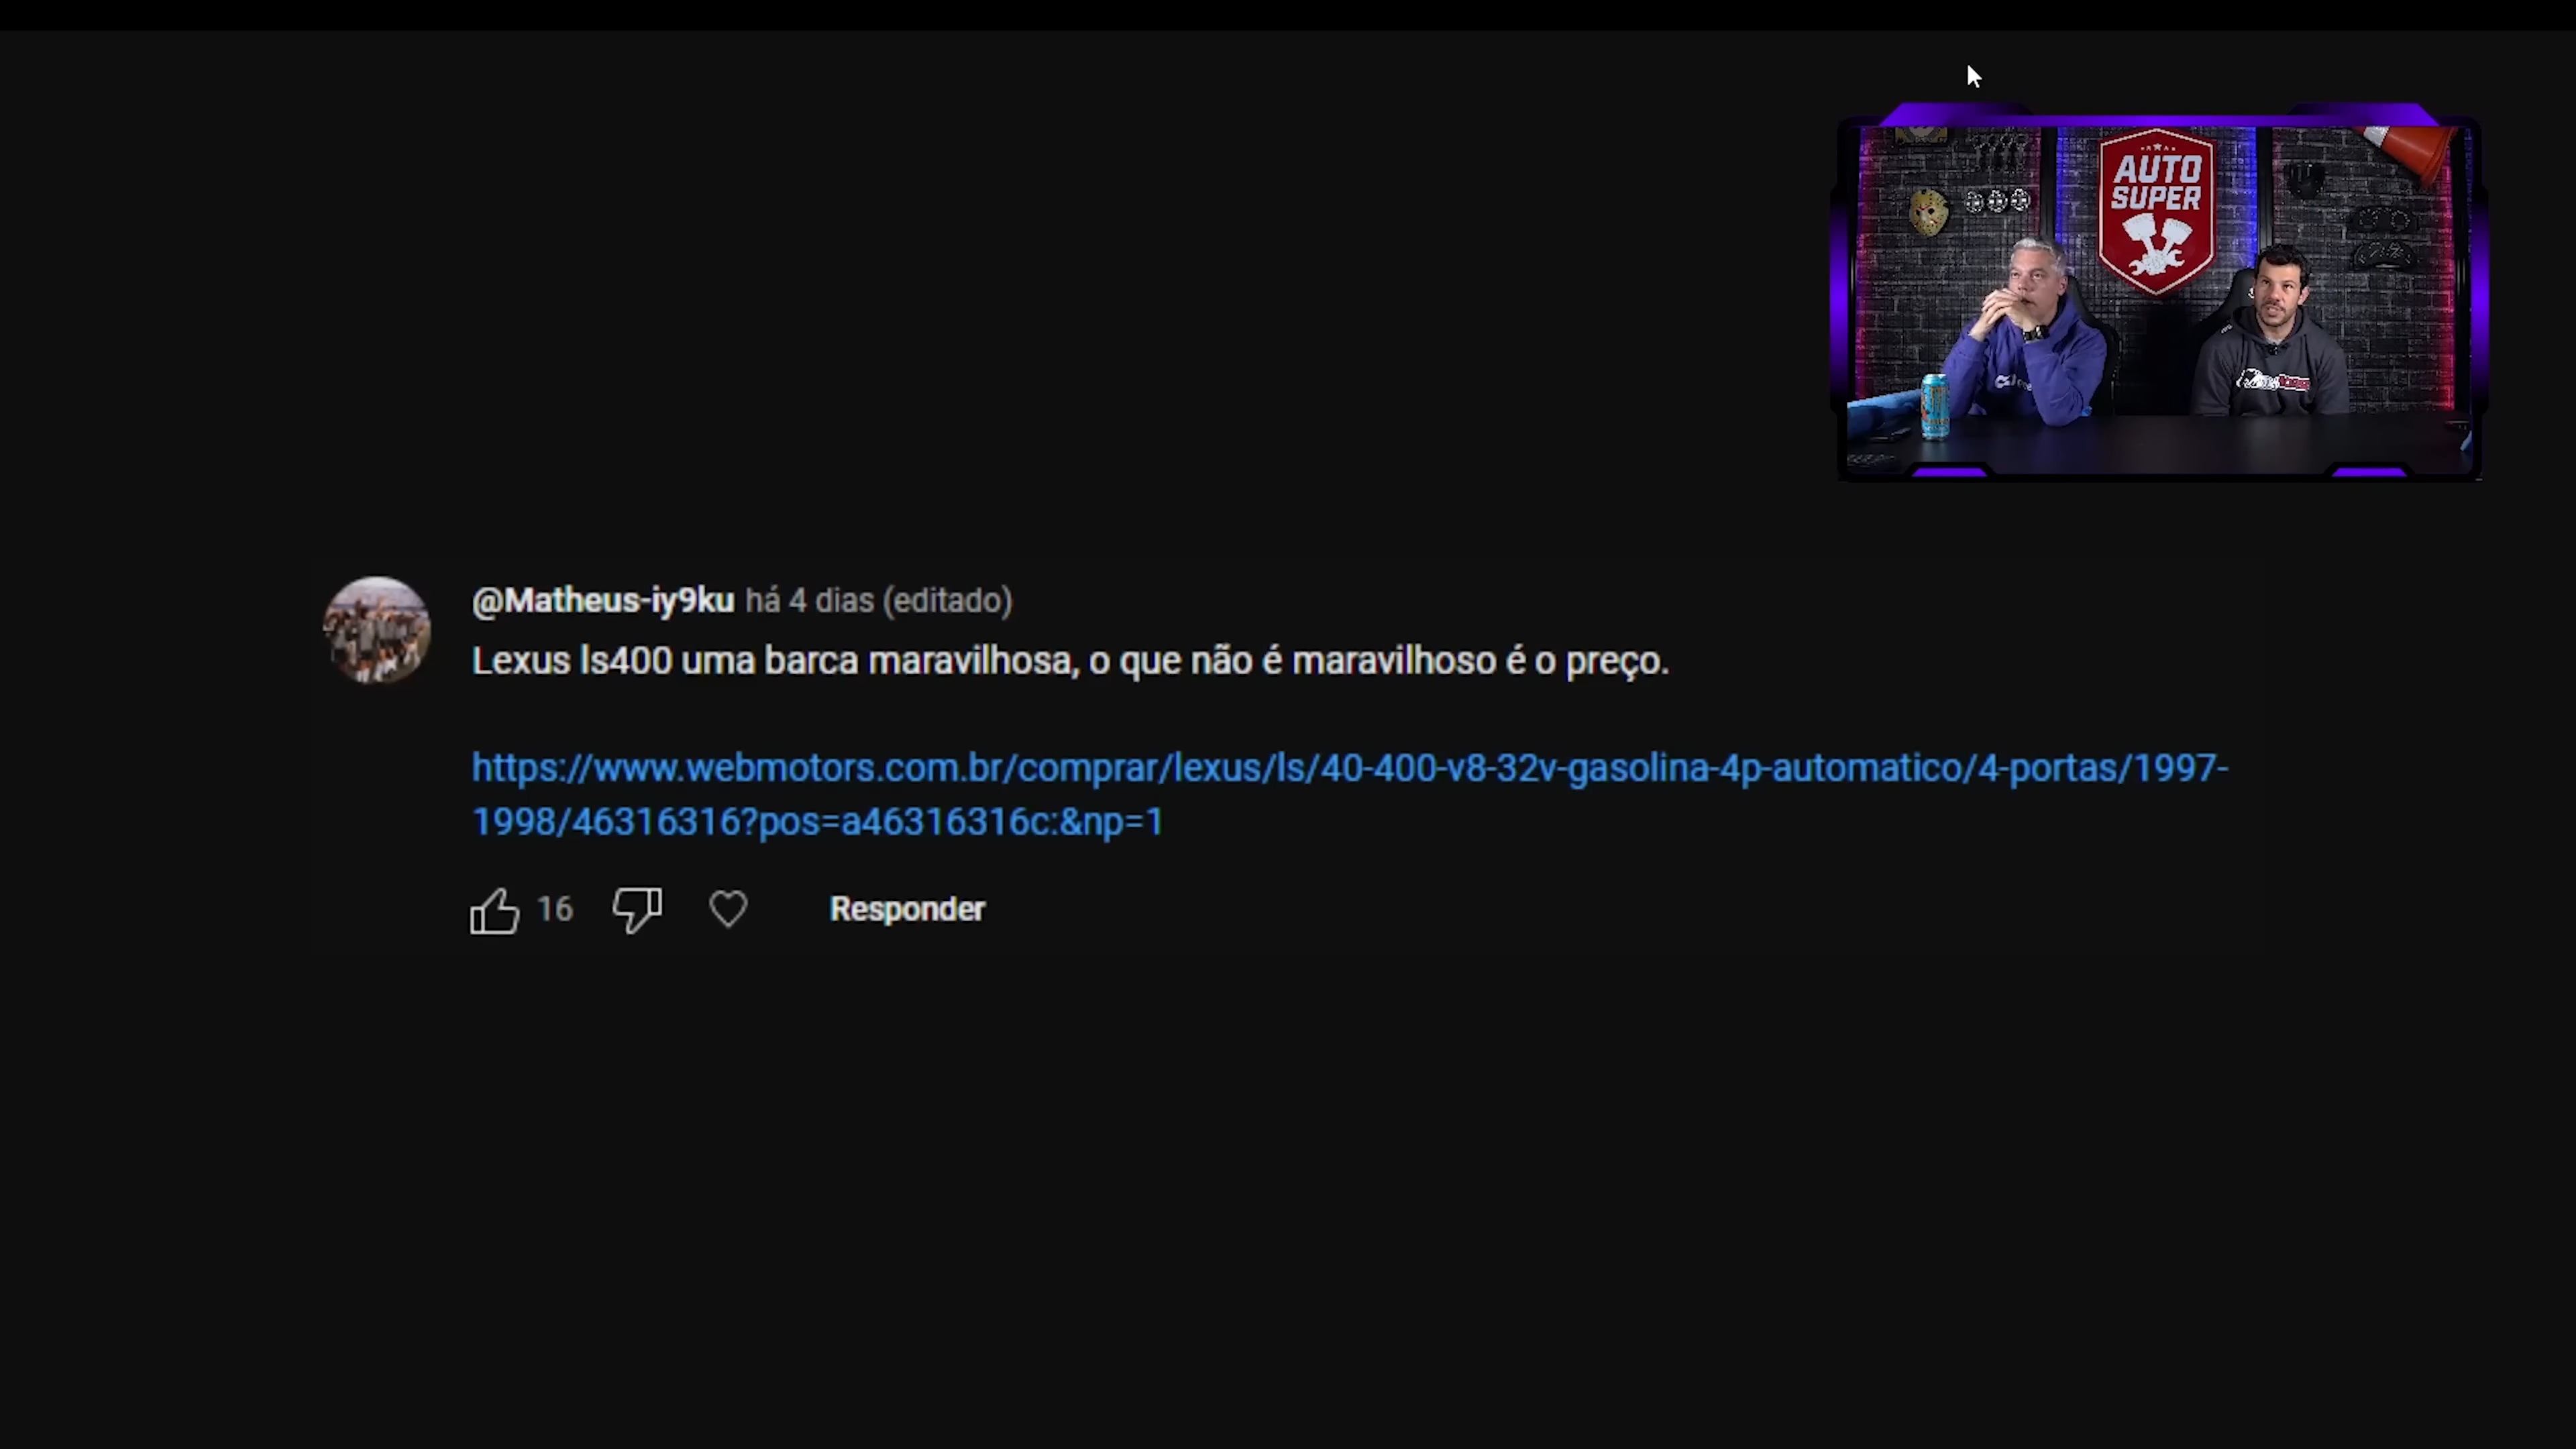 AUTO
SUPER
@Matheus-iy9ku há 4 dias (editado)
Lexus ls400 uma barca maravilhosa, o que não é maravilhoso é o preço.
https://www.webmotors.com.br/comprar/lexus/ls/40-400-v8-32v-gasolina-4p-automatico/4-portas/1997-
1998/46316316?pos=a46316316c:&np=1
16
Responder